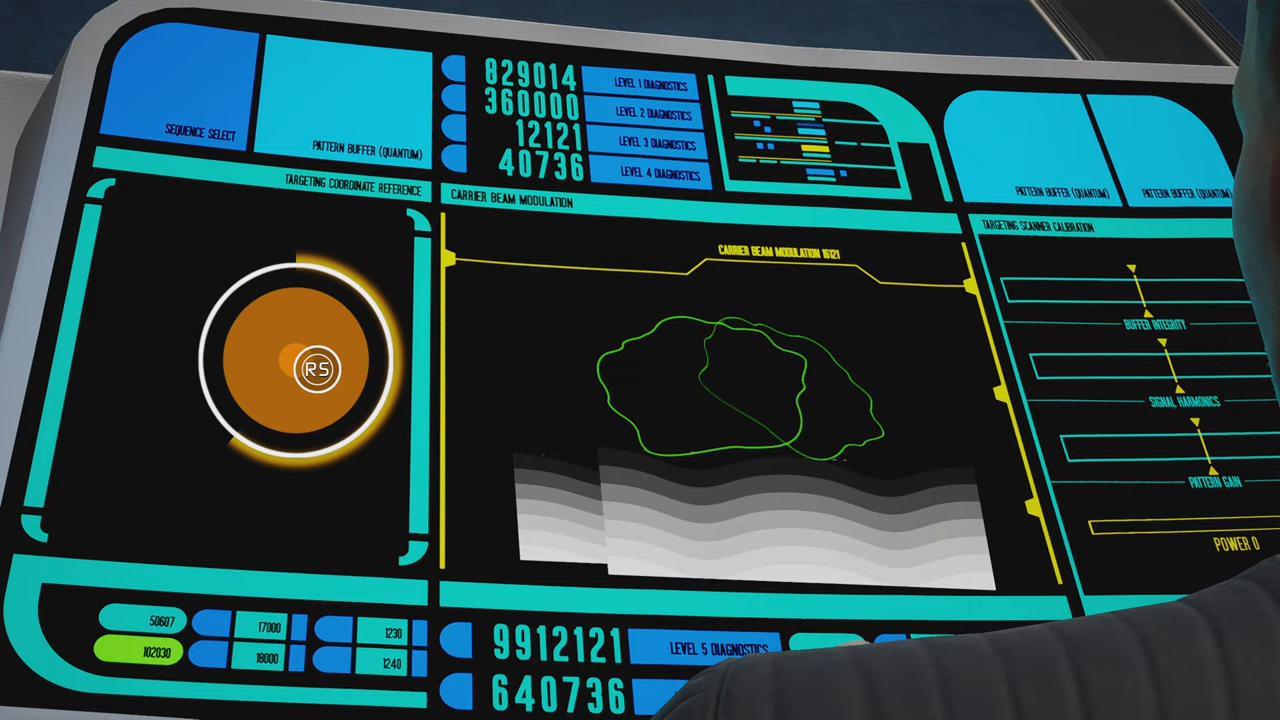 SEQUENCE SELECT
PATTERN BUFFER (QUANTUM)
829014
LEVEL 1 DIAGNOSTICS
360000
LEVEL 2 DIAGNOSTICS
12121
LEVEL 3 DIAGNOSTICS
40736
LEVEL 4 DIAGNOSTICS
PATTERN BUFFER (QUANTUM)
PATTERN BUFFER (QUANTUM)
TARGETING COORDINATE REFERENCE
CARRIER BEAM MODULATION
TARGETING SCANNER CALIBRATION
CARRIER BEAM MODULATION 16121
RS
BUFFER INTEGRITY
SIGNAL HARMONICS
PATTERN GAIN
POWER 0
50607
17000
1230
102030
18000
1240
9912121
LEVEL 5 DIAGNOSTICS
640736